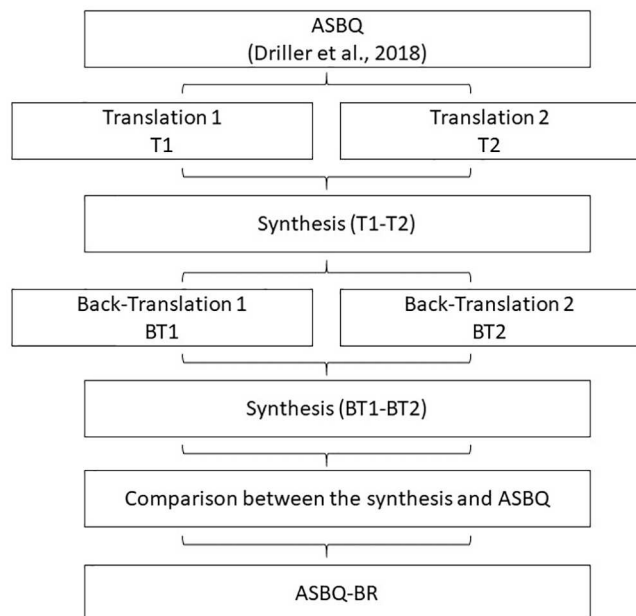 ASBQ
(Driller et al., 2018)
Translation 1
T1
Translation 2
T2
Synthesis (T1-T2)
Back-Translation 1
BT1
Back-Translation 2
BT2
Synthesis (BT1-BT2)
Comparison between the synthesis and ASBQ
ASBQ-BR